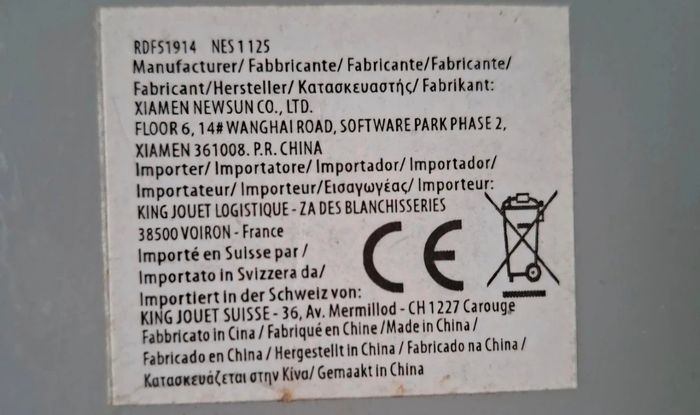 RDF51914 NES1125
Manufacturer/ Fabbricante/ Fabricante/Fabricante/
Fabricant/Hersteller/ Κατασκευαστής/ Fabrikant:
XIAMEN NEWSUN CO., LTD.
FLOOR 6, 14# WANGHAI ROAD, SOFTWARE PARK PHASE 2,
XIAMEN 361008. P.R. CHINA
Importer/ Importatore/ Importador/ Importador/
Importateur/ Importeur/Εισαγωγέας/ Importeur:
KING JOUET LOGISTIQUE - ZA DES BLANCHISSERIES
38500 VOIRON - France
Importé en Suisse par /
Importato in Svizzera da/
Importiert in der Schweiz von:
KING JOUET SUISSE - 36, Av. Mermillod - CH 1227 Carouge
Fabbricato in Cina / Fabriqué en Chine /Made in China /
Fabricado en China / Hergestellt in China / Fabricado na China /
Κατασκευάζεται στην Κίνα/ Gemaakt in China
CE